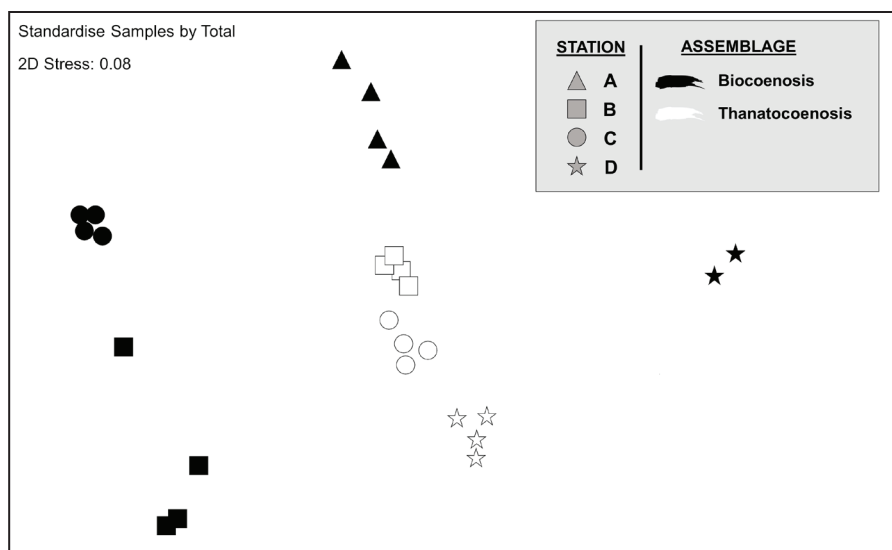 Standardise Samples by Total
2D Stress: 0.08
STATION
A
B
C
D
ASSEMBLAGE
Biocoenosis
Thanatocoenosis